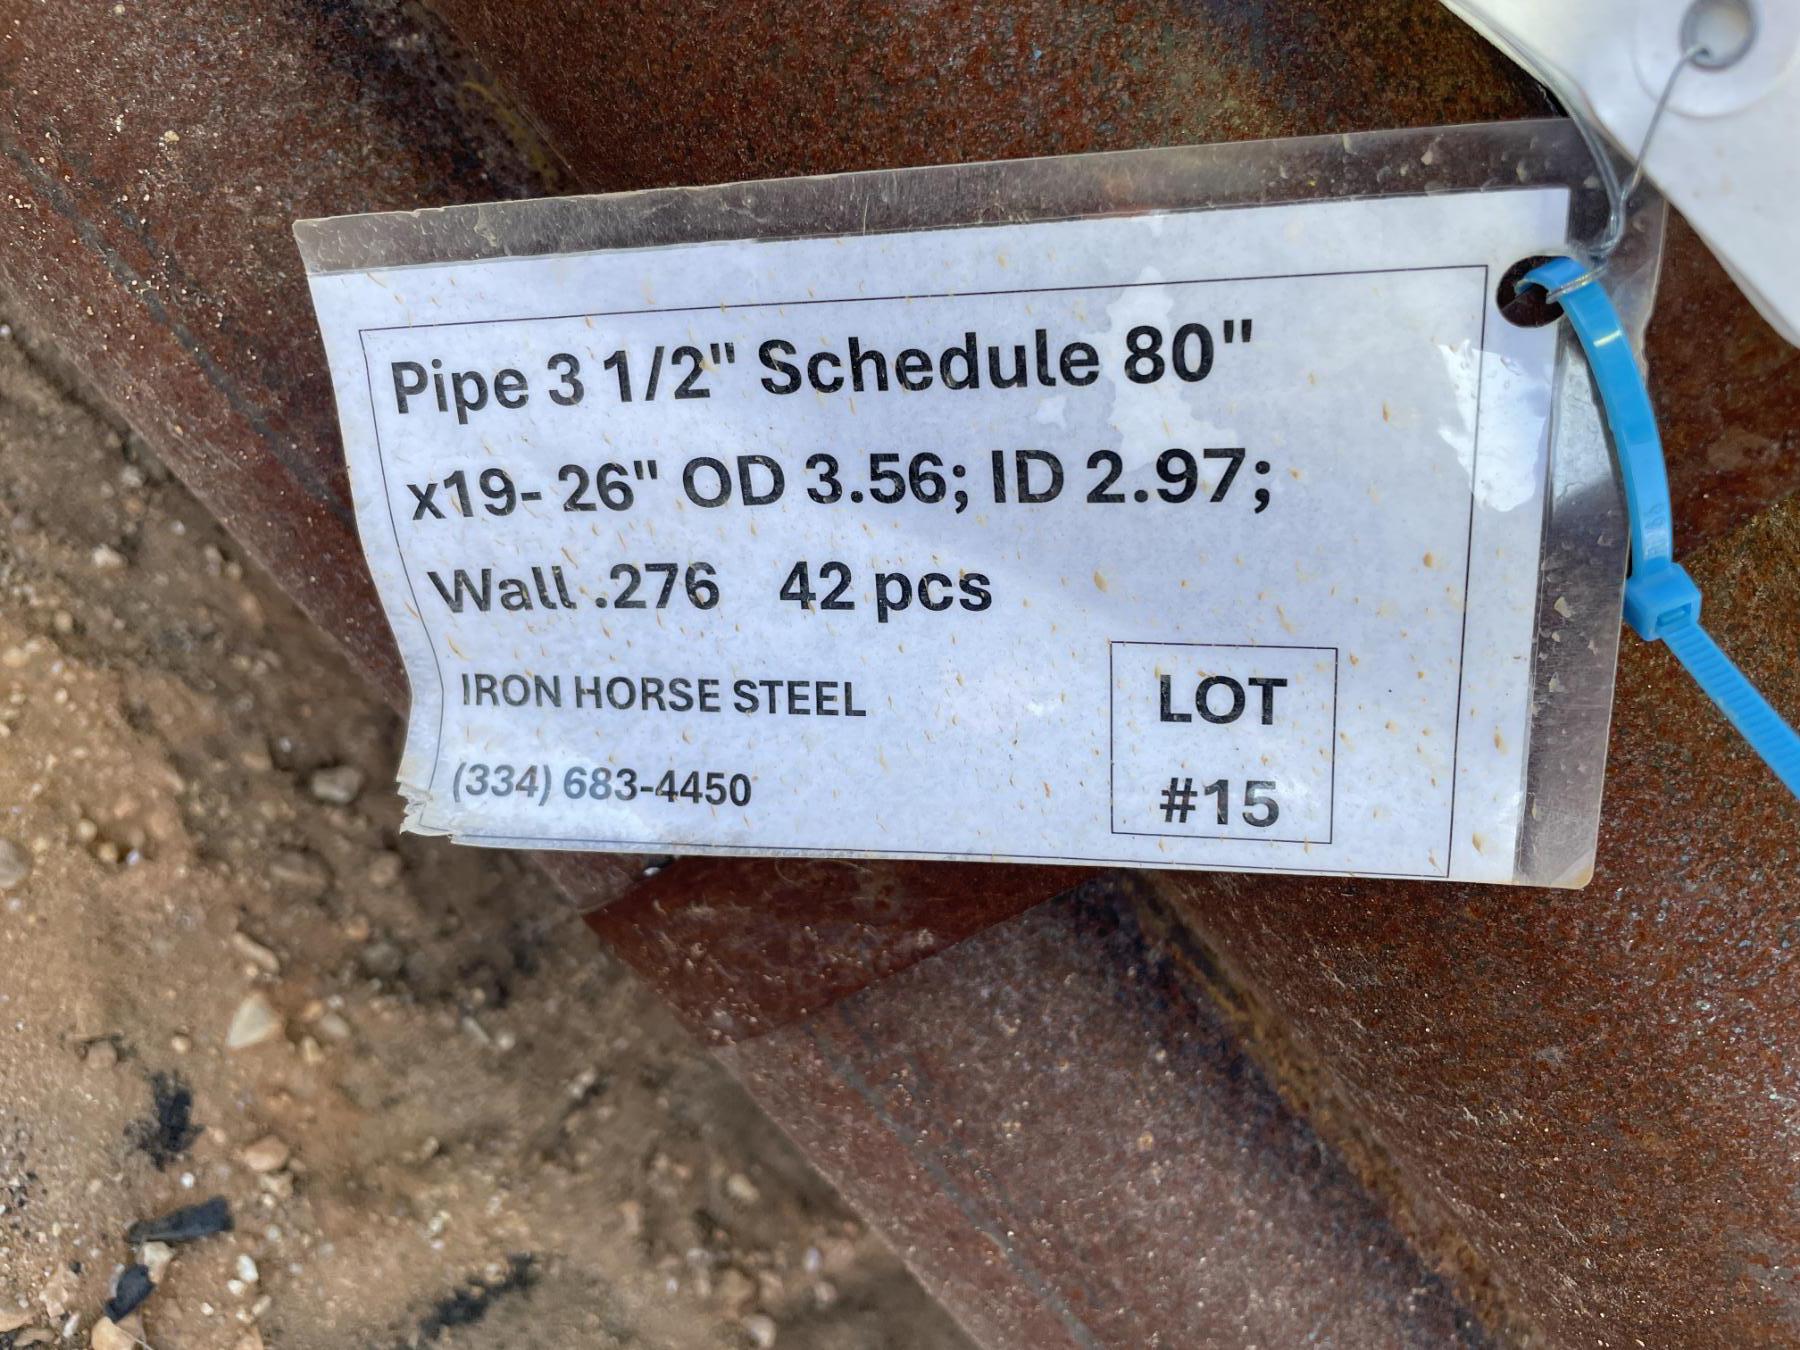 Pipe 3 1/2" Schedule 80"
x19- 26" OD 3.56; ID 2.97;
Wall .276 42 pcs
IRON HORSE STEEL
(334) 683-4450
LOT
#15